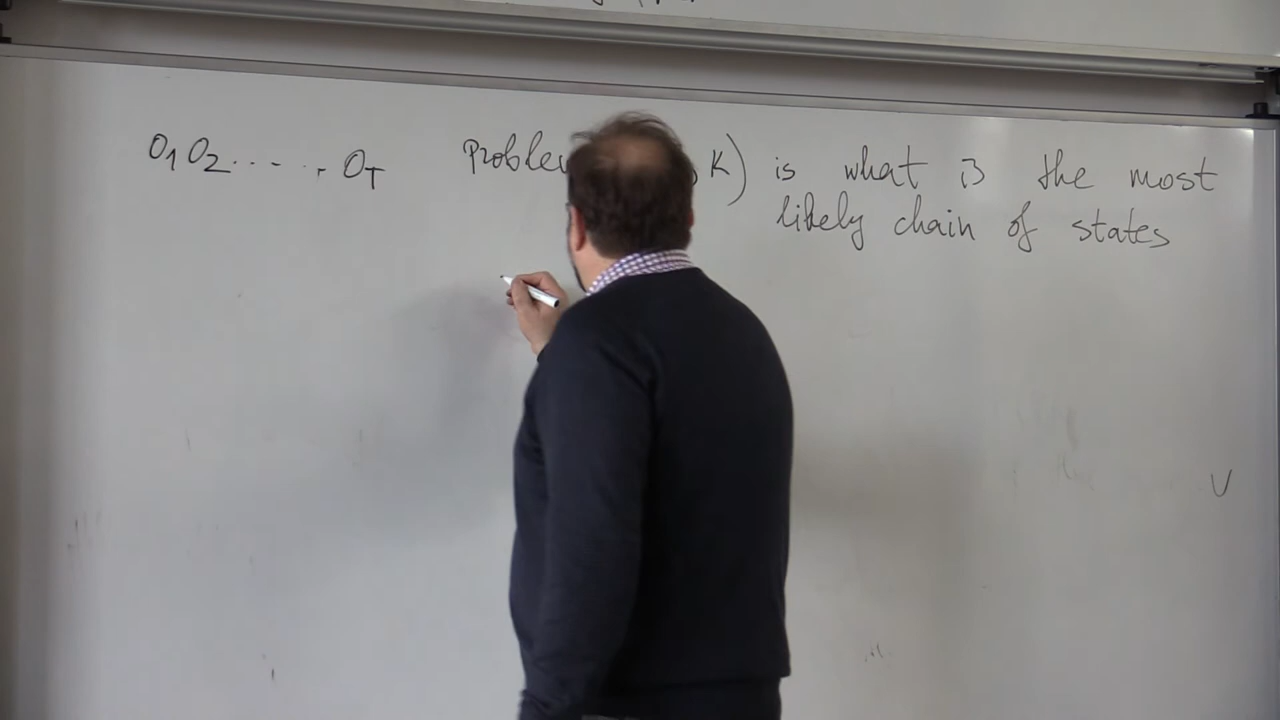 O1 O2 . . . . . , OT Proble K) is what is the most
likely chain of states
U